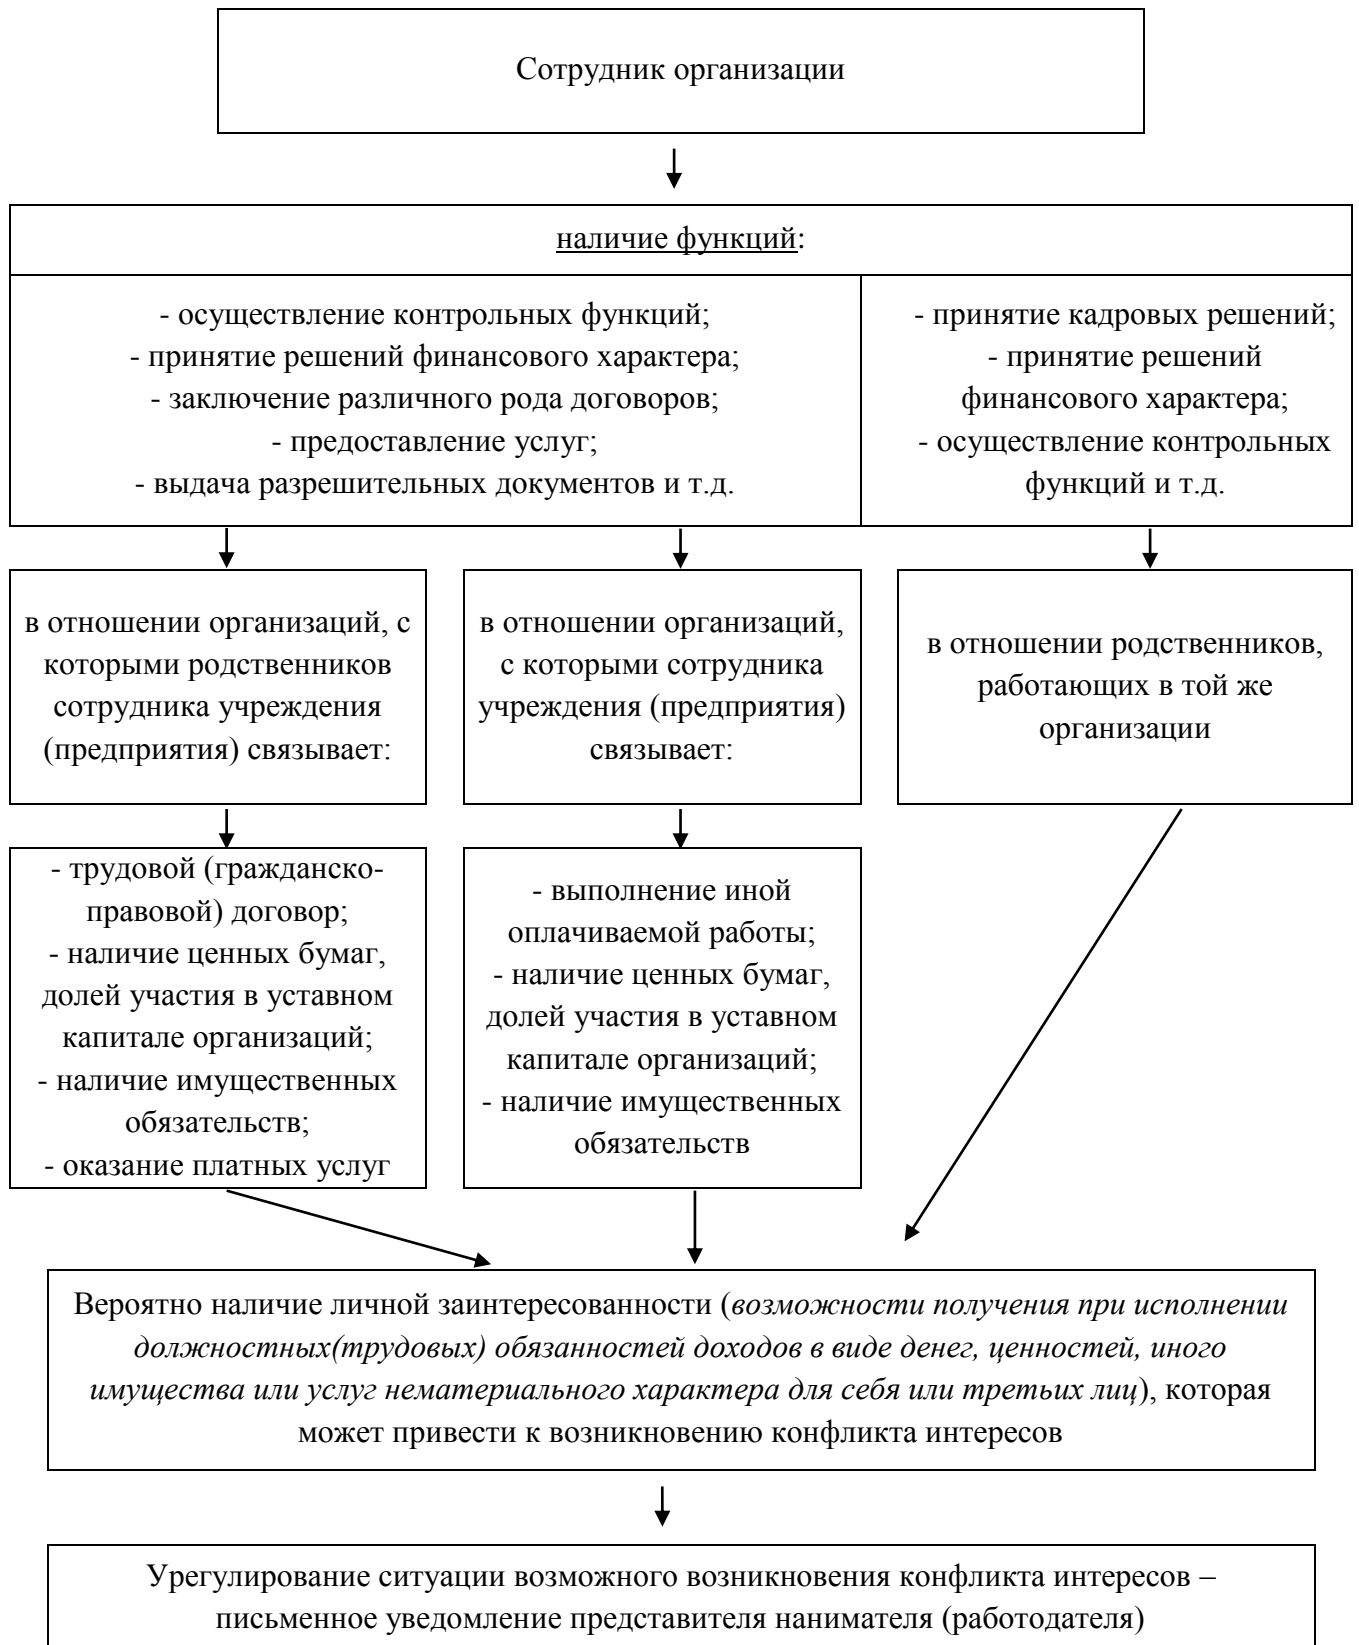 Сотрудник организации
наличие функций:
- осуществление контрольных функций;
- принятие решений финансового характера;
- заключение различного рода договоров;
- предоставление услуг;
- выдача разрешительных документов и т.д.
- принятие кадровых решений;
- принятие решений
финансового характера;
- осуществление контрольных
функций и т.д.
в отношении организаций, с
которыми родственников
сотрудника учреждения
(предприятия) связывает:
в отношении организаций,
с которыми сотрудника
учреждения (предприятия)
связывает:
в отношении родственников,
работающих в той же
организации
- трудовой (гражданско-
правовой) договор;
- наличие ценных бумаг,
долей участия в уставном
капитале организаций;
- наличие имущественных
обязательств;
- оказание платных услуг
- выполнение иной
оплачиваемой работы;
- наличие ценных бумаг,
долей участия в уставном
капитале организаций;
- наличие имущественных
обязательств
Вероятно наличие личной заинтересованности (возможности получения при исполнении
должностных(трудовых) обязанностей доходов в виде денег, ценностей, иного
имущества или услуг нематериального характера для себя или третьих лиц), которая
может привести к возникновению конфликта интересов
Урегулирование ситуации возможного возникновения конфликта интересов –
письменное уведомление представителя нанимателя (работодателя)